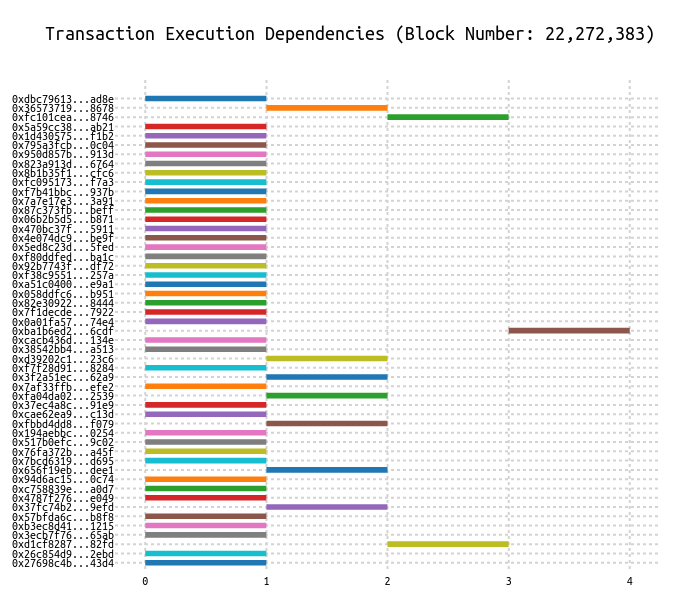 Transaction Execution Dependencies (Block Number: 22,272,383)
0xdbc79613...ad8e
0x36573719...8678
0xfc101cea...8746
0x5a59cc38...ab21
0x1d430575...f1b2
0x795a3fcb...0c04
0x950d857b...913d
0x823a913d...6764
0x8b1b35f1...cfc6
0xfc095173...f7a3
0xf7b41bbc...937b
0x7a7e17e3...3a91
0x87c373fb...beff
0x06b2b5d5...b871
0x470bc37f...5911
0x4e074dc9...be9f
0x5ed8c23d...5fed
0xf80ddfed...ba1c
0x92b7743f...df72
0xf38c9551...257a
0xa51c0400...e9a1
0x058ddfc6...b951
0x82e30922...8444
0x7f1decde...7922
0x0a01fa57...74e4
0xba1b6ed2...6cdf
0xcacb436d...134e
0x38542bb4...a513
0xd39202c1...23c6
0xf7f28d91...8284
0x3f2a51ec...62a9
0x7af33ffb...efe2
0xfa04da02...2539
0x37ec4a8c...91e9
0xcae62ea9...c13d
0xfbbd4dd8...f079
0x194aebbc...0254
0x517b0efc...9c02
0x76fa372b...a45f
0x7bcd6319...d695
0x656f19eb...dee1
0x94d6ac15...0c74
0xc758839e...a0d7
0x4787f276...e049
0x37fc74b2...9efd
0x57bfda6c...b8f8
0xb3ec8d41...1215
0x3ecb7f76...65ab
0xd1cf8287...82fd
0x26c854d9...2ebd
0x27698c4b...43d4
0 1 2 3 4